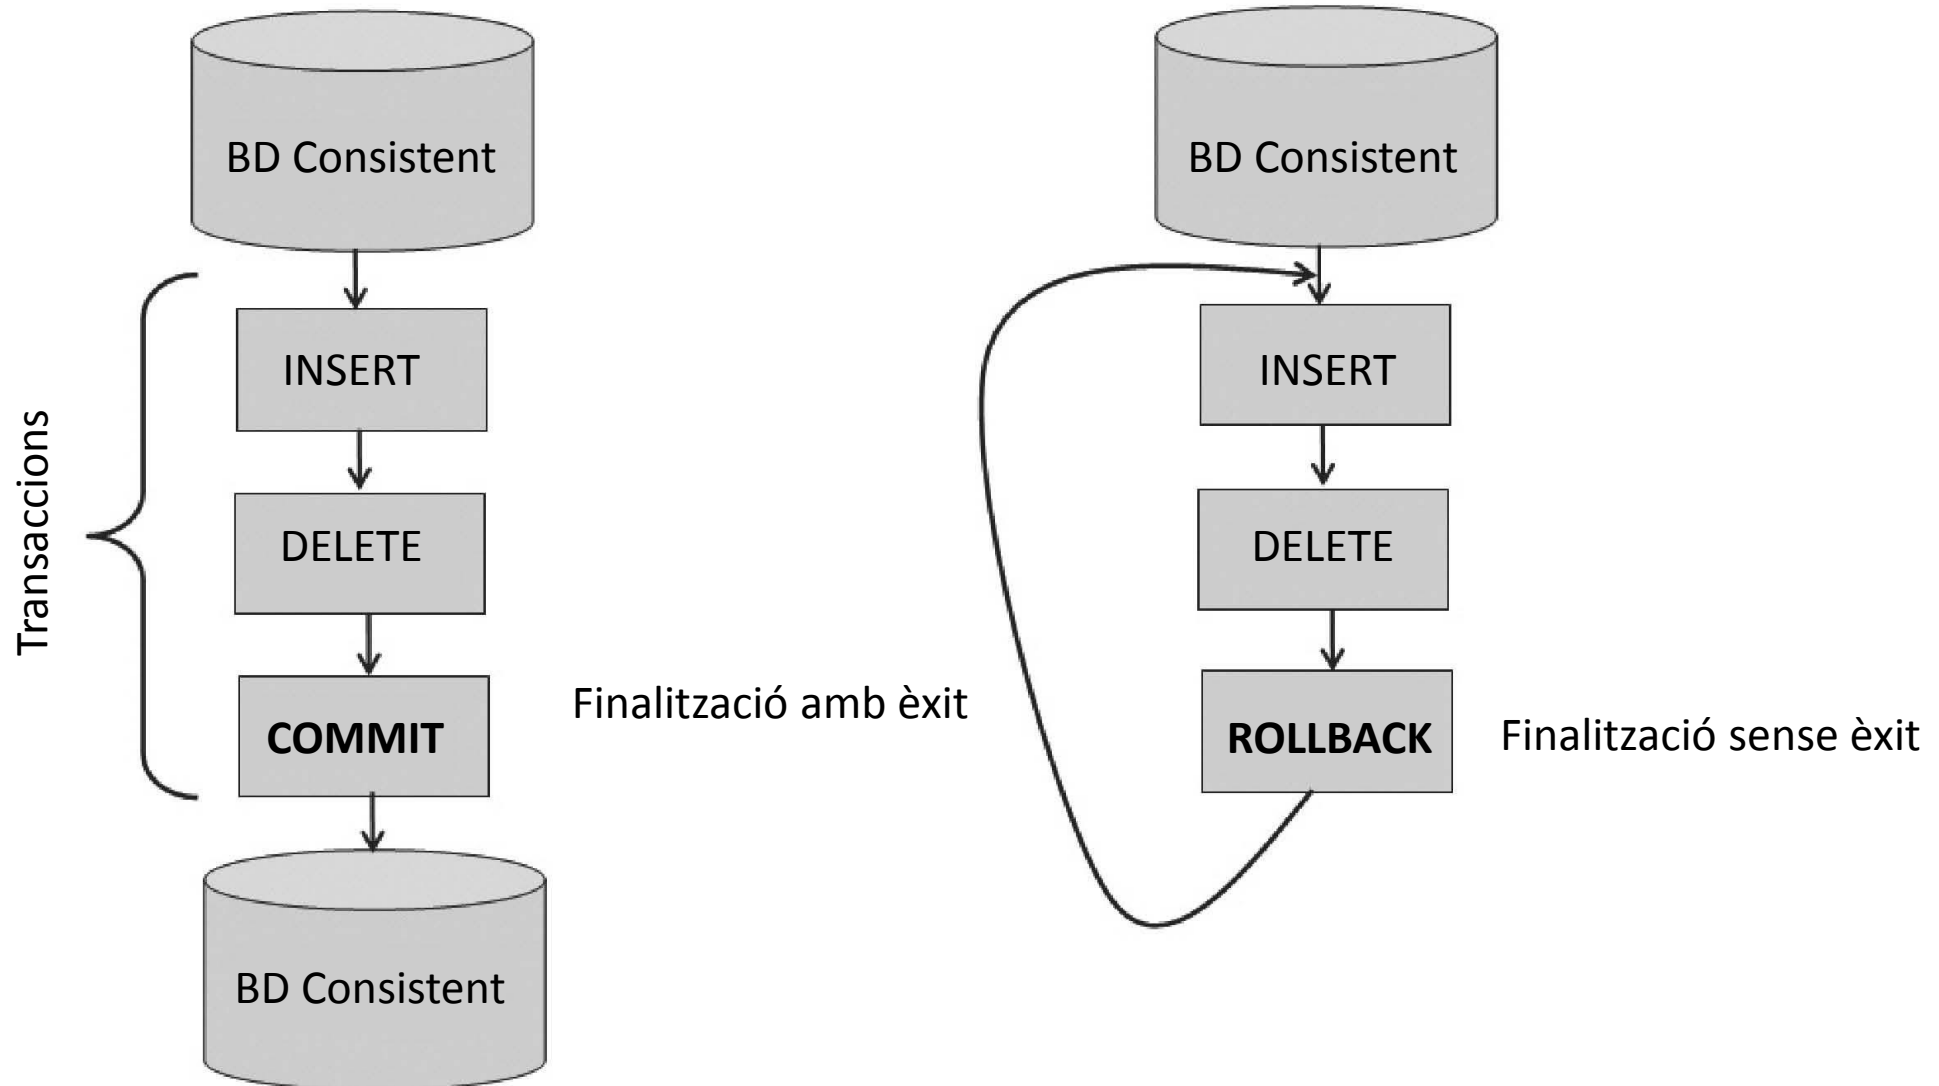 BD Consistent
Transaccions
INSERT
DELETE
COMMIT
Finalització amb èxit
BD Consistent
BD Consistent
INSERT
DELETE
ROLLBACK
Finalització sense èxit